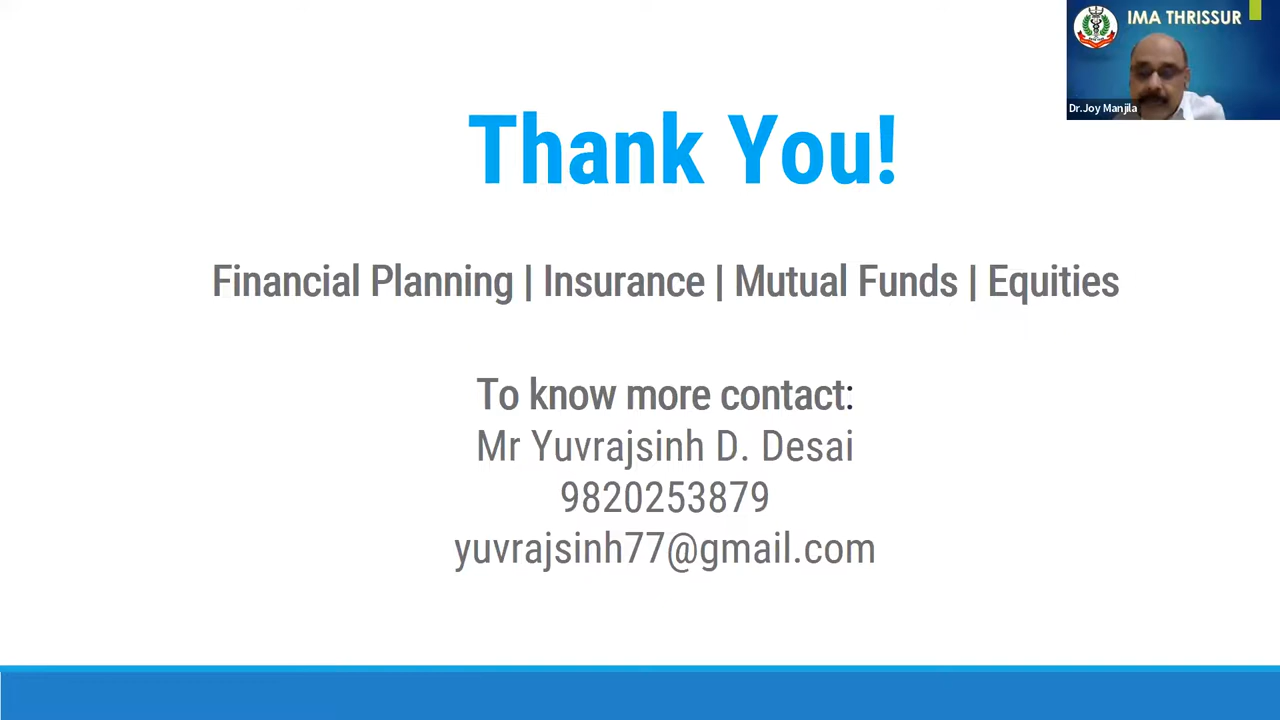 IMA THRISSUR
Dr.Joy Manjila
Thank You!
Financial Planning | Insurance | Mutual Funds | Equities
To know more contact:
Mr Yuvrajsinh D. Desai
9820253879
yuvrajsinh77@gmail.com